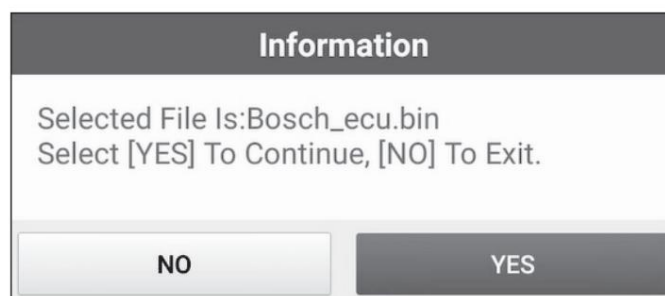 Information
Selected File Is:Bosch_ecu.bin
Select [YES] To Continue, [NO] To Exit.
NO
YES